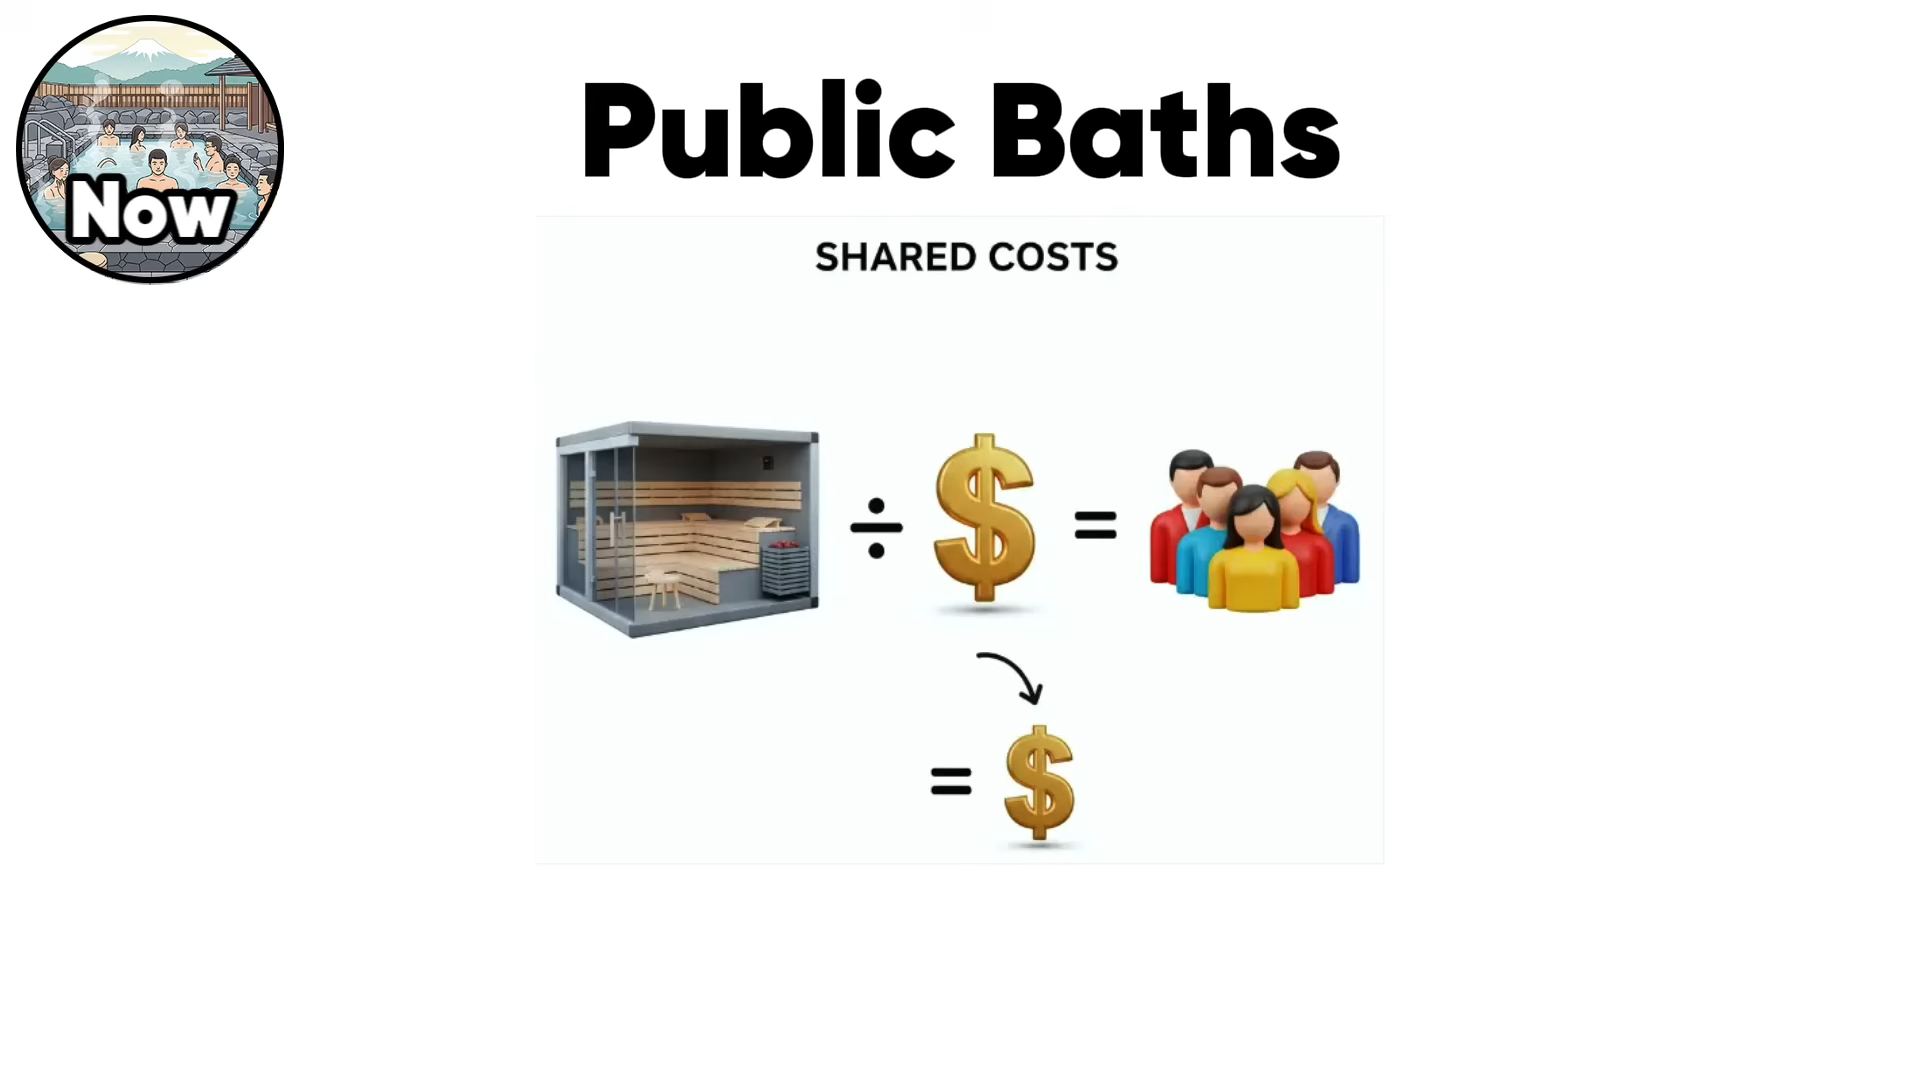 Now
Public Baths
SHARED COSTS
÷ $ =
= $